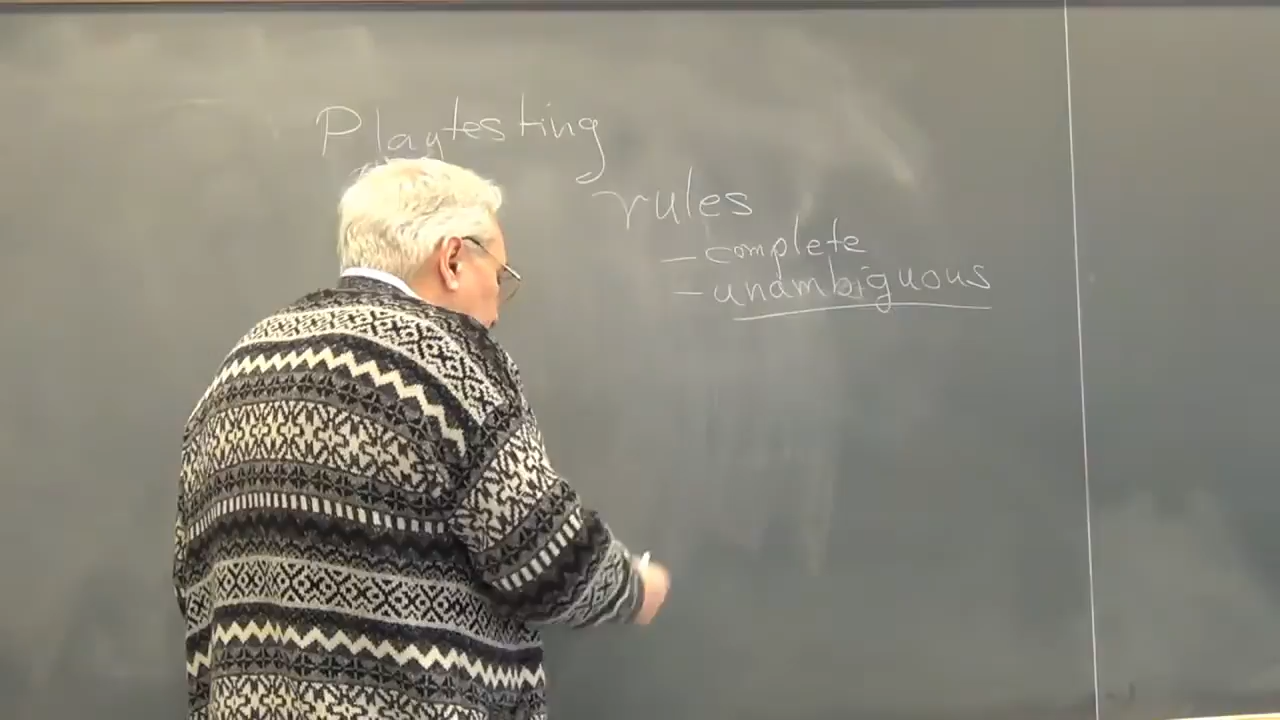 Playtesting
rules
- complete
- unambiguous